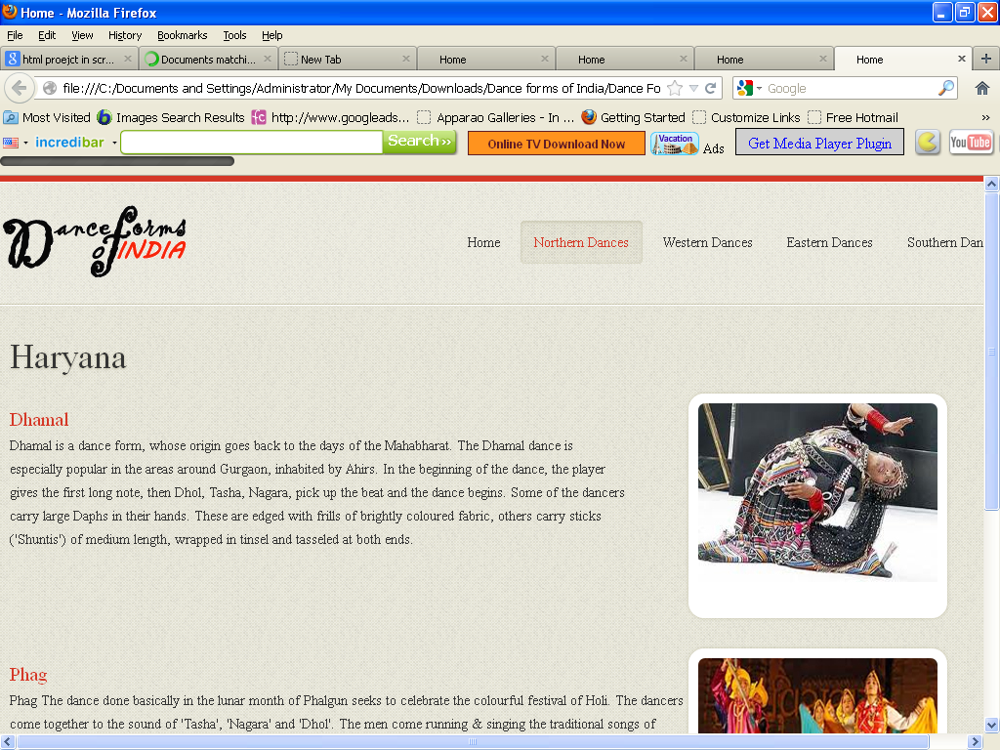 Home - Mozilla Firefox
File Edit View History Bookmarks Tools Help
html proejct in scr... Documents matchi... New Tab Home Home Home Home
file:///C:/Documents and Settings/Administrator/My Documents/Downloads/Dance forms of India/Dance Fo Google
Most Visited Images Search Results http://www.googleads... Apparao Galleries - In ... Getting Started Customize Links Free Hotmail »
incredibar Search›› Online TV Download Now Vacation Ads Get Media Player Plugin YouTube
Dance forms of INDIA
Home Northern Dances Western Dances Eastern Dances Southern Dan
Haryana
Dhamal
Dhamal is a dance form, whose origin goes back to the days of the Mahabharat. The Dhamal dance is
especially popular in the areas around Gurgaon, inhabited by Ahirs. In the beginning of the dance, the player
gives the first long note, then Dhol, Tasha, Nagara, pick up the beat and the dance begins. Some of the dancers
carry large Daphs in their hands. These are edged with frills of brightly coloured fabric, others carry sticks
('Shuntis') of medium length, wrapped in tinsel and tasseled at both ends.
Phag
Phag The dance done basically in the lunar month of Phalgun seeks to celebrate the colourful festival of Holi. The dancers
come together to the sound of 'Tasha', 'Nagara' and 'Dhol'. The men come running & singing the traditional songs of